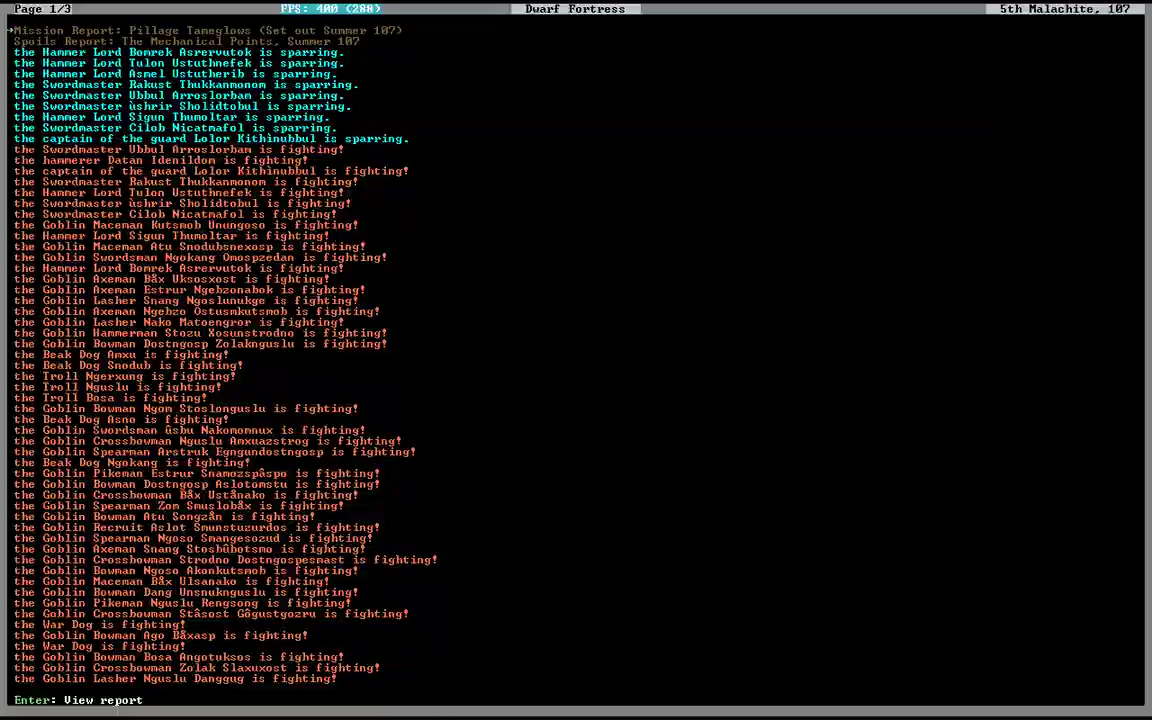 Page 1/3 FPS: 400 (288) Dwarf Fortress 5th Malachite, 107
→Mission Report: Pillage Tameglows (Set out Summer 107)
Spoils Report: The Mechanical Points, Summer 107
the Hammer Lord Bomrek Asrervutok is sparring.
the Hammer Lord Tulon Ustuthnefek is sparring.
the Hammer Lord Asmel Ustutherib is sparring.
the Swordmaster Rakust Thukkanmonom is sparring.
the Swordmaster Ubbul Arroslorbam is sparring.
the Swordmaster ùshrir Sholidtobul is sparring.
the Hammer Lord Sigun Thumoltar is sparring.
the Swordmaster Cilob Nicatmafol is sparring.
the captain of the guard Lolor Kithinubbul is sparring.
the Swordmaster Ubbul Arroslorbam is fighting!
the hammerer Datan Idenildom is fighting!
the captain of the guard Lolor Kithinubbul is fighting!
the Swordmaster Rakust Thukkanmonom is fighting!
the Hammer Lord Tulon Ustuthnefek is fighting!
the Swordmaster ùshrir Sholidtobul is fighting!
the Swordmaster Cilob Nicatmafol is fighting!
the Goblin Maceman Kutsmob Unungoso is fighting!
the Hammer Lord Sigun Thumoltar is fighting!
the Goblin Maceman Atu Snodubsnexosp is fighting!
the Goblin Swordsman Ngokang Omospzedan is fighting!
the Hammer Lord Bomrek Asrervutok is fighting!
the Goblin Axeman Båx Uksosxost is fighting!
the Goblin Axeman Estrur Ngebzonabok is fighting!
the Goblin Lasher Snang Ngoslunukge is fighting!
the Goblin Axeman Ngebzo Ostusmkutsmob is fighting!
the Goblin Lasher Nako Matoengror is fighting!
the Goblin Hammerman Stozu Xosunstrodno is fighting!
the Goblin Bowman Dostngosp Zolaknguslu is fighting!
the Beak Dog Amxu is fighting!
the Beak Dog Snodub is fighting!
the Troll Ngerxung is fighting!
the Troll Nguslu is fighting!
the Troll Bosa is fighting!
the Goblin Bowman Ngom Stoslonguslu is fighting!
the Beak Dog Asno is fighting!
the Goblin Swordsman ûsbu Nakomomnux is fighting!
the Goblin Crossbowman Nguslu Amxuazstrog is fighting!
the Goblin Spearman Arstruk Egngundostngosp is fighting!
the Beak Dog Ngokang is fighting!
the Goblin Pikeman Estrur Snamozspâspo is fighting!
the Goblin Bowman Dostngosp Aslotomstu is fighting!
the Goblin Crossbowman Båx Ustånako is fighting!
the Goblin Spearman Zom Smuslobåx is fighting!
the Goblin Bowman Atu Songzån is fighting!
the Goblin Recruit Aslot Smunstuzurdos is fighting!
the Goblin Spearman Ngoso Smangesozud is fighting!
the Goblin Axeman Snang Stosbûbotsmo is fighting!
the Goblin Crossbowman Strodno Dostngospesmast is fighting!
the Goblin Bowman Ngoso Akonkutsmob is fighting!
the Goblin Maceman Båx Ulsanako is fighting!
the Goblin Bowman Dang Unsnuknguslu is fighting!
the Goblin Pikeman Nguslu Rengsong is fighting!
the Goblin Crossbowman Stâsost Gôgustgozru is fighting!
the War Dog is fighting!
the Goblin Bowman Ago Båxasp is fighting!
the War Dog is fighting!
the Goblin Bowman Bosa Angotuksos is fighting!
the Goblin Crossbowman Zolak Slaxuxost is fighting!
the Goblin Lasher Nguslu Danggug is fighting!
Enter: View report